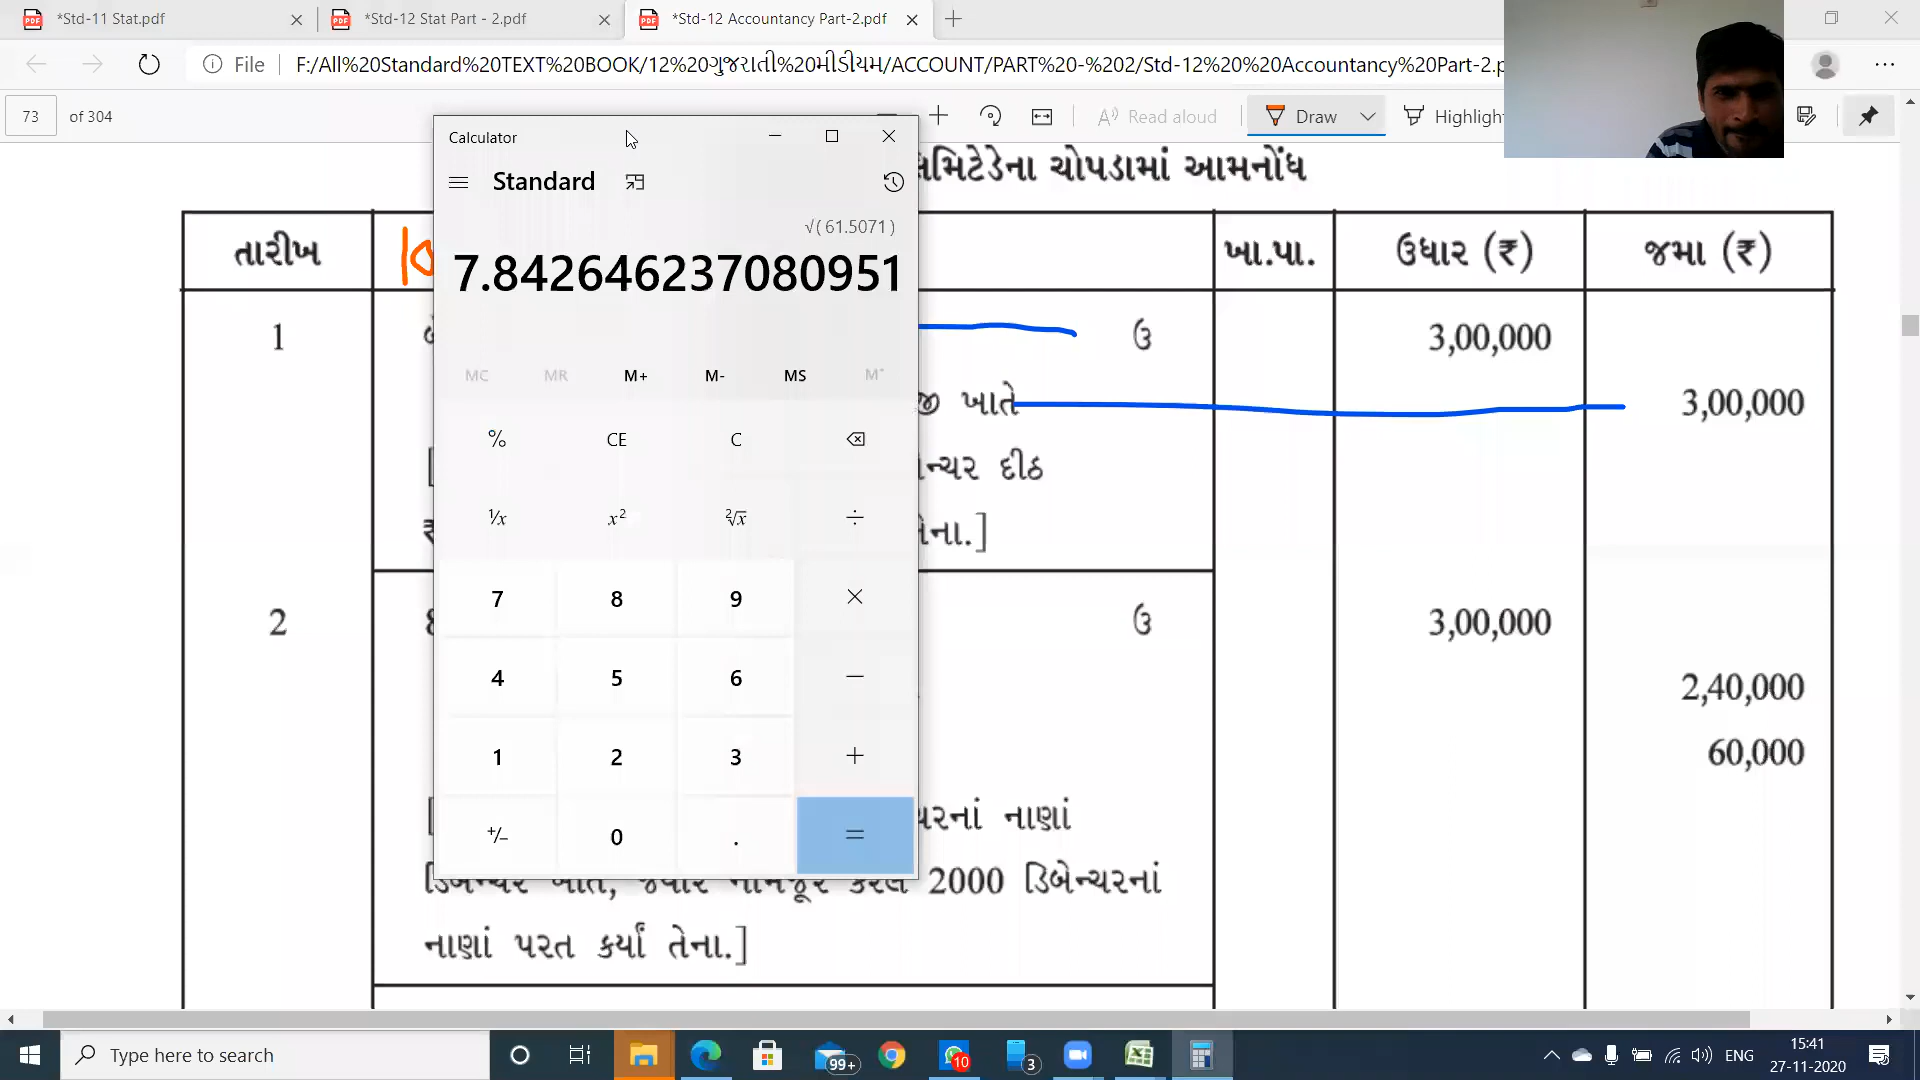 *Std-11 Stat.pdf
*Std-12 Stat Part - 2.pdf
*Std-12 Accountancy Part-2.pdf
File
F:/All%20Standard%20TEXT%20BOOK/12%20ગુજરાતી%20મીડીયમ/ACCOUNT/PART%20-%202/Std-12%20%20Accountancy%20Part-2.p
73 of 304
Read aloud
Draw
Highligh
Calculator
Standard
√( 61.5071 )
7.842646237080951
MC MR M+ M- MS M˅
% CE C
¹/x x² ²√x ÷
7 8 9 ×
4 5 6 −
1 2 3 +
+/− 0 . =
લિમિટેડેના ચોપડામાં આમનોંધ
તારીખ ખા.પા. ઉધાર (₹) જમા (₹)
1 ઉ 3,00,000
ખાતે 3,00,000
દીઠ
તેના.]
2 ઉ 3,00,000
2,40,000
60,000
નાણાં
2000 ડિબેન્ચરનાં
નાણાં પરત કર્યાં તેના.]
Type here to search
99+
10
3
ENG
15:41
27-11-2020